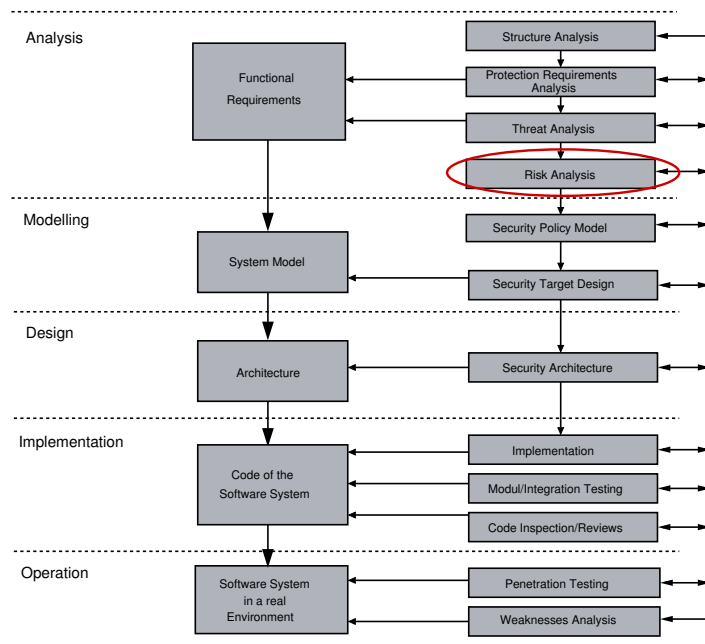 Analysis
Structure Analysis
Functional
Requirements
Protection Requirements
Analysis
Threat Analysis
Risk Analysis
Modelling
Security Policy Model
System Model
Security Target Design
Design
Architecture
Security Architecture
Implementation
Implementation
Code of the
Software System
Modul/Integration Testing
Code Inspection/Reviews
Operation
Software System
in a real
Environment
Penetration Testing
Weaknesses Analysis